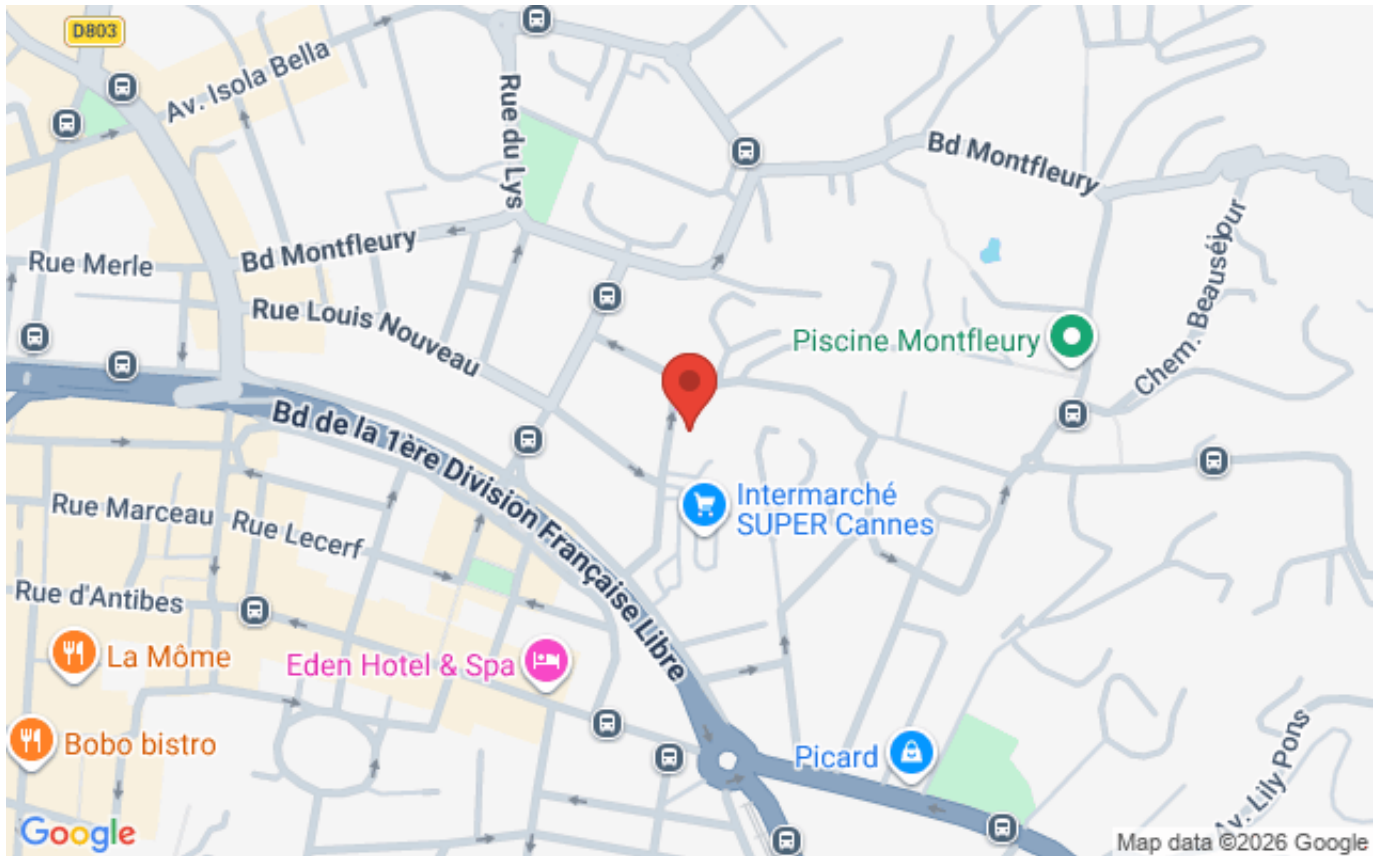 D803
Av. Isola Bella
Rue du Lys
Bd Montfleury
Rue Merle
Bd Montfleury
Chem. Beauséjour
Rue Louis Nouveau
Piscine Montfleury
Bd de la 1ère Division Française Libre
Intermarché
SUPER Cannes
Rue Marceau
Rue Lecerf
Rue d'Antibes
La Môme
Eden Hotel & Spa
Bobo bistro
Picard
Av. Lilly Pons
Google
Map data ©2026 Google